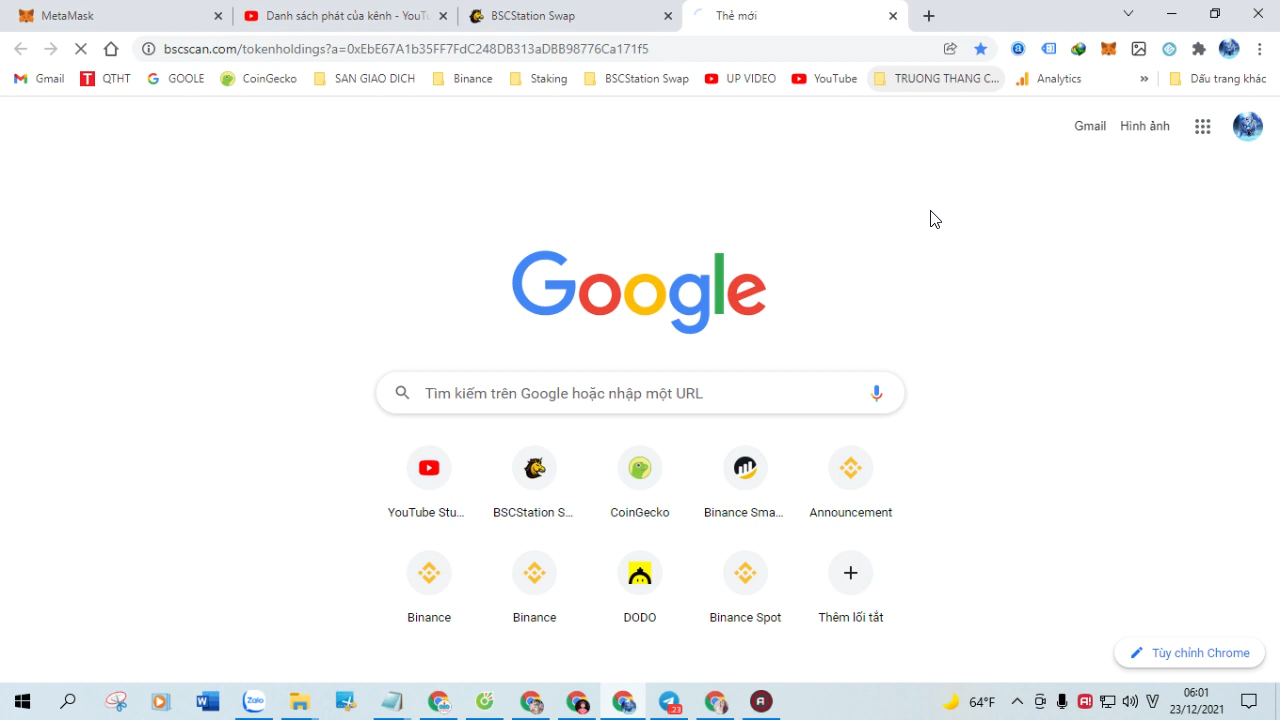 MetaMask
Danh sách phát của kênh - YouT
BSCStation Swap
Thẻ mới
bscscan.com/tokenholdings?a=0xEbE67A1b35FF7FdC248DB313aDBB98776Ca171f5
Gmail
QTHT
GOOLE
CoinGecko
SAN GIAO DICH
Binance
Staking
BSCStation Swap
UP VIDEO
YouTube
TRUONG THANG C...
Analytics
»
Dấu trang khác
Gmail
Hình ảnh
Google
Tìm kiếm trên Google hoặc nhập một URL
YouTube Stu...
BSCStation S...
CoinGecko
Binance Sma...
Announcement
Binance
Binance
DODO
Binance Spot
Thêm lối tắt
Tùy chỉnh Chrome
Zalo
23
64°F
06:01
23/12/2021